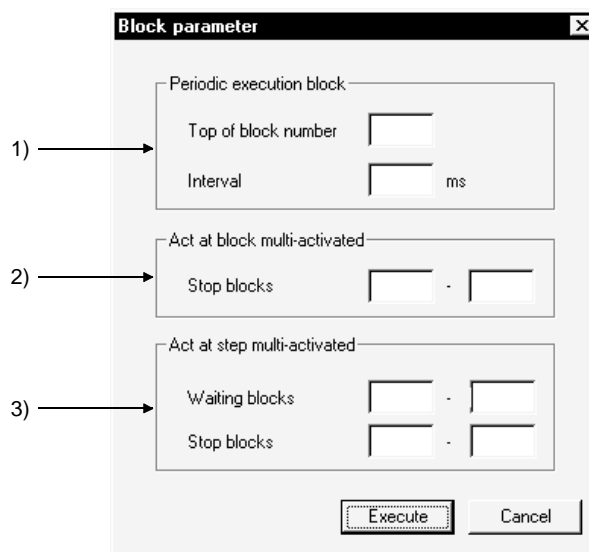 Block parameter
Periodic execution block
1)
Top of block number
Interval ms
Act at block multi-activated
2)
Stop blocks -
Act at step multi-activated
3)
Waiting blocks -
Stop blocks -
Execute Cancel